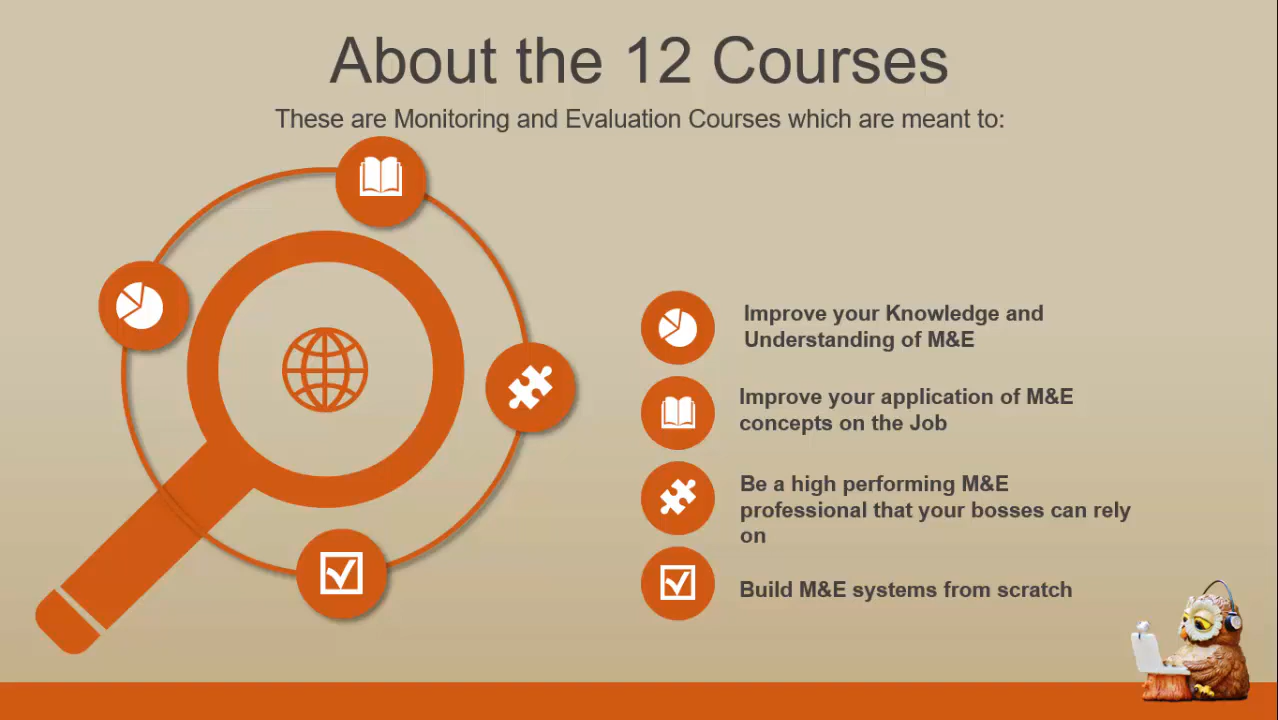 About the 12 Courses
These are Monitoring and Evaluation Courses which are meant to:
Improve your Knowledge and
Understanding of M&E
Improve your application of M&E
concepts on the Job
Be a high performing M&E
professional that your bosses can rely
on
Build M&E systems from scratch